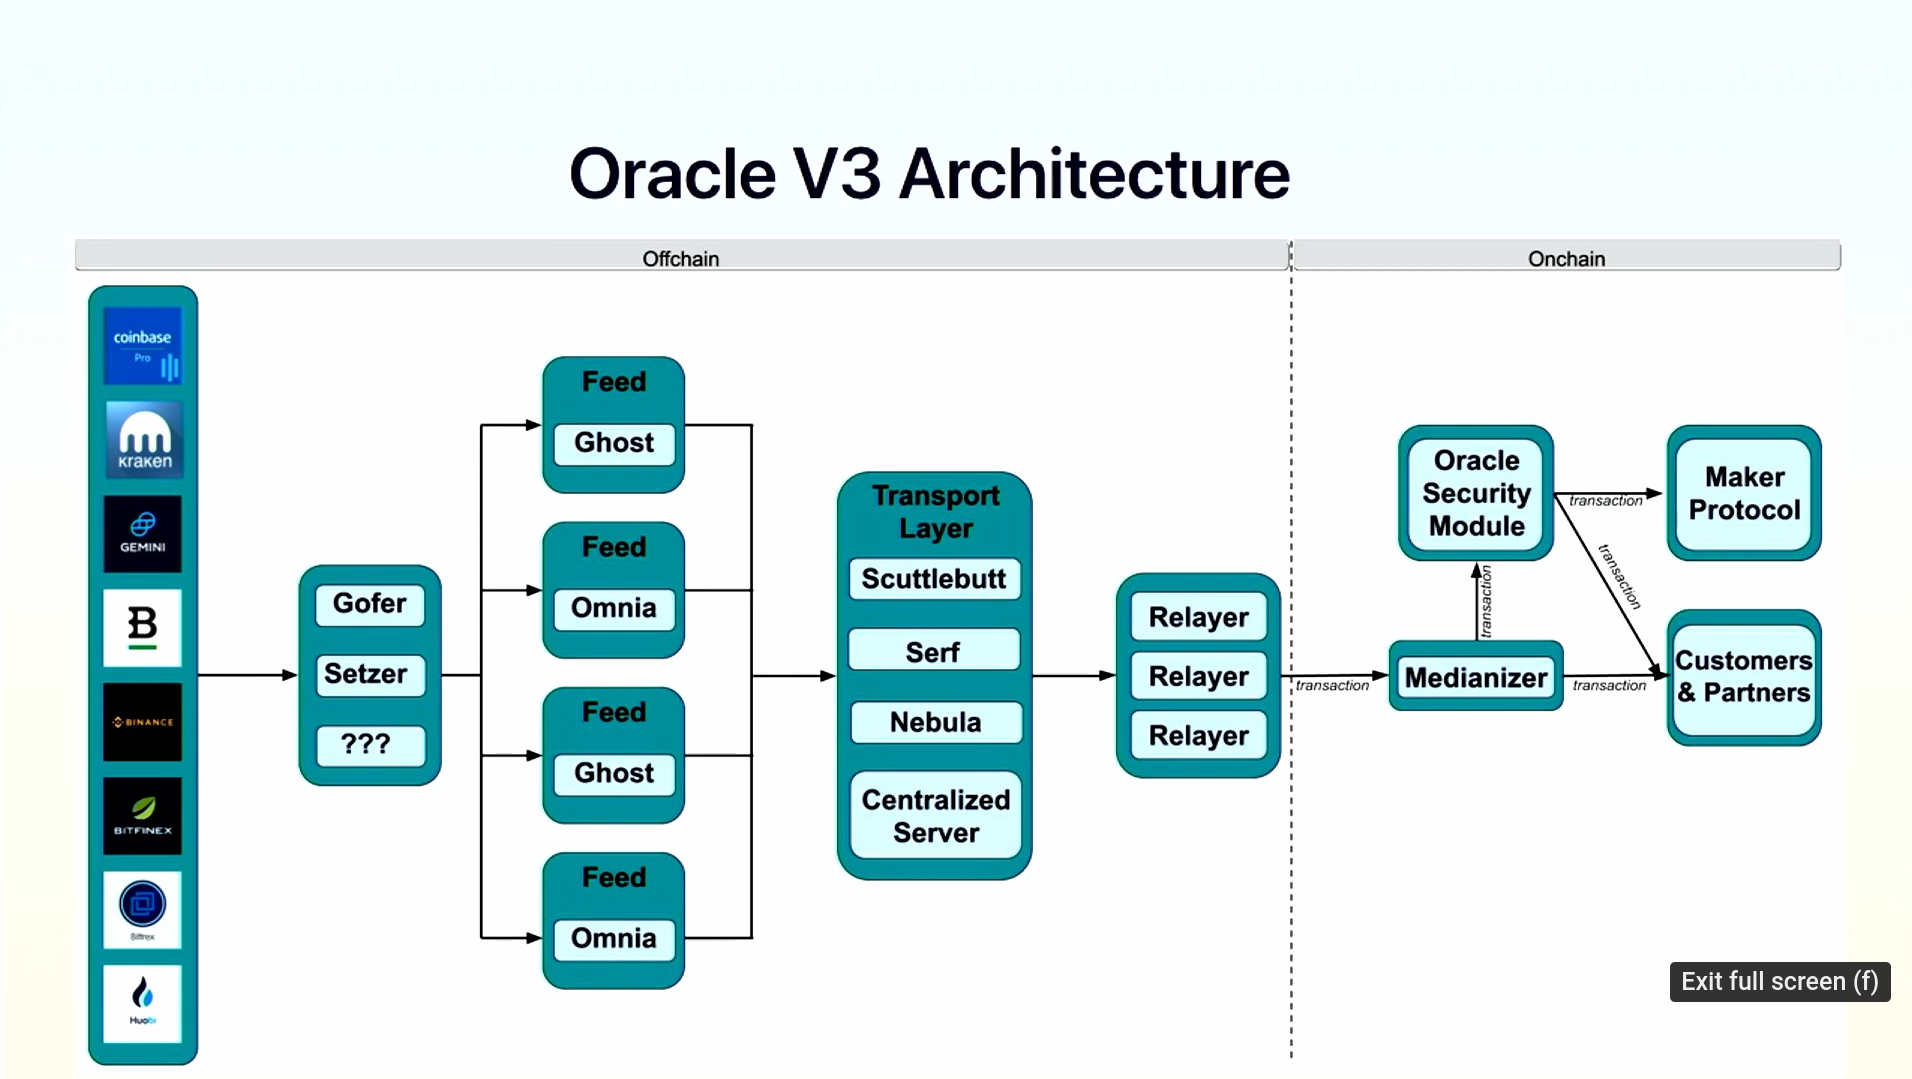 Oracle V3 Architecture
Offchain
Onchain
coinbase
Pro
kraken
GEMINI
B
BINANCE
BITFINEX
Bittrex
Huobi
Gofer
Setzer
???
Feed
Ghost
Feed
Omnia
Feed
Ghost
Feed
Omnia
Transport
Layer
Scuttlebutt
Serf
Nebula
Centralized
Server
Relayer
Relayer
Relayer
transaction
Medianizer
transaction
transaction
Oracle
Security
Module
transaction
transaction
Maker
Protocol
Customers
& Partners
Exit full screen (f)